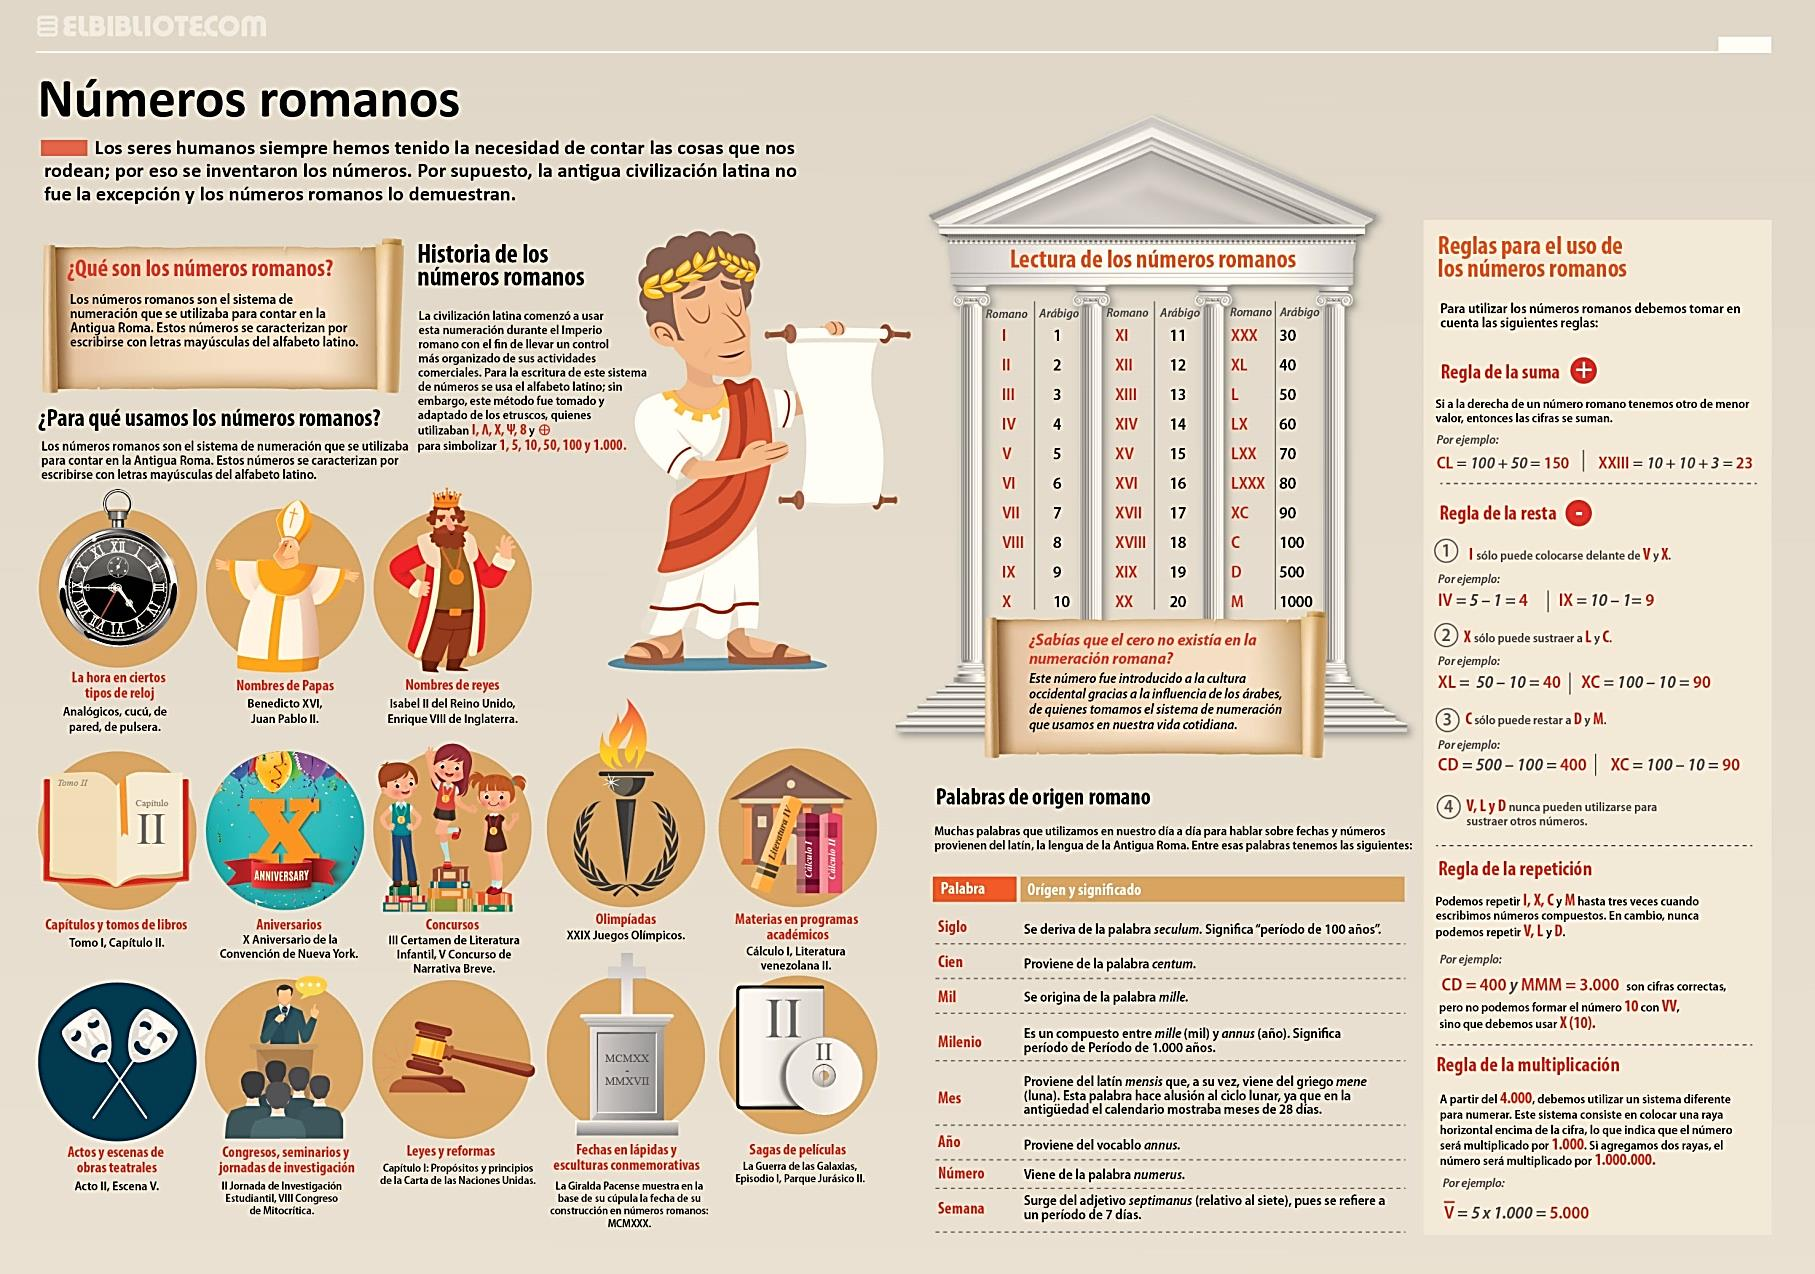 ELBIBLIOTE.COM
Números romanos
Los seres humanos siempre hemos tenido la necesidad de contar las cosas que nos
rodean; por eso se inventaron los números. Por supuesto, la antigua civilización latina no
fue la excepción y los números romanos lo demuestran.
¿Qué son los números romanos?
Los números romanos son el sistema de
numeración que se utilizaba para contar en la
Antigua Roma. Estos números se caracterizan por
escribirse con letras mayúsculas del alfabeto latino.
Historia de los
números romanos
La civilización latina comenzó a usar
esta numeración durante el Imperio
romano con el fin de llevar un control
más organizado de sus actividades
comerciales. Para la escritura de este sistema
de números se usa el alfabeto latino; sin
embargo, este método fue tomado y
adaptado de los etruscos, quienes
utilizaban I, Λ, X, Ψ, 8 y ⊕
para simbolizar 1, 5, 10, 50, 100 y 1.000.
¿Para qué usamos los números romanos?
Los números romanos son el sistema de numeración que se utilizaba
para contar en la Antigua Roma. Estos números se caracterizan por
escribirse con letras mayúsculas del alfabeto latino.
La hora en ciertos
tipos de reloj
Analógicos, cucú, de
pared, de pulsera.
Nombres de Papas
Benedicto XVI,
Juan Pablo II.
Nombres de reyes
Isabel II del Reino Unido,
Enrique VIII de Inglaterra.
Tomo II
Capítulo
II
Capítulos y tomos de libros
Tomo I, Capítulo II.
X
ANNIVERSARY
Aniversarios
X Aniversario de la
Convención de Nueva York.
Concursos
III Certamen de Literatura
Infantil, V Concurso de
Narrativa Breve.
Olimpíadas
XXIX Juegos Olímpicos.
Literatura IV
Cálculo I
Cálculo II
Materias en programas
académicos
Cálculo I, Literatura
venezolana II.
Actos y escenas de
obras teatrales
Acto II, Escena V.
Congresos, seminarios y
jornadas de investigación
II Jornada de Investigación
Estudiantil, VIII Congreso
de Mitocrítica.
Leyes y reformas
Capítulo I: Propósitos y principios
de la Carta de las Naciones Unidas.
MCMXX
-
MMXVII
Fechas en lápidas y
esculturas conmemorativas
La Giralda Pacense muestra en la
base de su cúpula la fecha de su
construcción en números romanos:
MCMXXX.
II
II
Sagas de películas
La Guerra de las Galaxias,
Episodio I, Parque Jurásico II.
Lectura de los números romanos
Romano Arábigo Romano Arábigo Romano Arábigo
I 1 XI 11 XXX 30
II 2 XII 12 XL 40
III 3 XIII 13 L 50
IV 4 XIV 14 LX 60
V 5 XV 15 LXX 70
VI 6 XVI 16 LXXX 80
VII 7 XVII 17 XC 90
VIII 8 XVIII 18 C 100
IX 9 XIX 19 D 500
X 10 XX 20 M 1000
¿Sabías que el cero no existía en la
numeración romana?
Este número fue introducido a la cultura
occidental gracias a la influencia de los árabes,
de quienes tomamos el sistema de numeración
que usamos en nuestra vida cotidiana.
Palabras de origen romano
Muchas palabras que utilizamos en nuestro día a día para hablar sobre fechas y números
provienen del latín, la lengua de la Antigua Roma. Entre esas palabras tenemos las siguientes:
Palabra Orígen y significado
Siglo Se deriva de la palabra seculum. Significa “período de 100 años”.
Cien Proviene de la palabra centum.
Mil Se origina de la palabra mille.
Milenio Es un compuesto entre mille (mil) y annus (año). Significa
período de Período de 1.000 años.
Mes Proviene del latín mensis que, a su vez, viene del griego mene
(luna). Esta palabra hace alusión al ciclo lunar, ya que en la
antigüedad el calendario mostraba meses de 28 días.
Año Proviene del vocablo annus.
Número Viene de la palabra numerus.
Semana Surge del adjetivo septimanus (relativo al siete), pues se refiere a
un período de 7 días.
Reglas para el uso de
los números romanos
Para utilizar los números romanos debemos tomar en
cuenta las siguientes reglas:
Regla de la suma +
Si a la derecha de un número romano tenemos otro de menor
valor, entonces las cifras se suman.
Por ejemplo:
CL = 100 + 50 = 150 | XXIII = 10 + 10 + 3 = 23
Regla de la resta -
1 I sólo puede colocarse delante de V y X.
Por ejemplo:
IV = 5 – 1 = 4 | IX = 10 – 1= 9
2 X sólo puede sustraer a L y C.
Por ejemplo:
XL = 50 – 10 = 40 | XC = 100 – 10 = 90
3 C sólo puede restar a D y M.
Por ejemplo:
CD = 500 – 100 = 400 | XC = 100 – 10 = 90
4 V, L y D nunca pueden utilizarse para
sustraer otros números.
Regla de la repetición
Podemos repetir I, X, C y M hasta tres veces cuando
escribimos números compuestos. En cambio, nunca
podemos repetir V, L y D.
Por ejemplo:
CD = 400 y MMM = 3.000 son cifras correctas,
pero no podemos formar el número 10 con VV,
sino que debemos usar X (10).
Regla de la multiplicación
A partir del 4.000, debemos utilizar un sistema diferente
para numerar. Este sistema consiste en colocar una raya
horizontal encima de la cifra, lo que indica que el número
será multiplicado por 1.000. Si agregamos dos rayas, el
número será multiplicado por 1.000.000.
Por ejemplo:
V̅ = 5 x 1.000 = 5.000